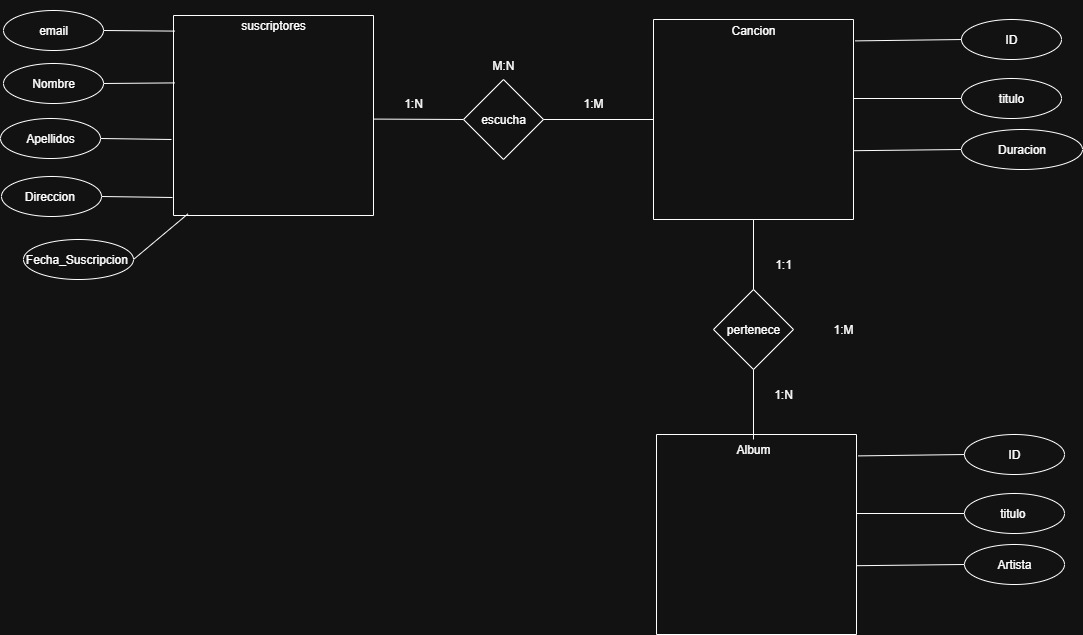 suscriptores
email
Nombre
Apellidos
Direccion
Fecha_Suscripcion
M:N
1:N
escucha
1:M
Cancion
ID
titulo
Duracion
1:1
pertenece
1:M
1:N
Album
ID
titulo
Artista